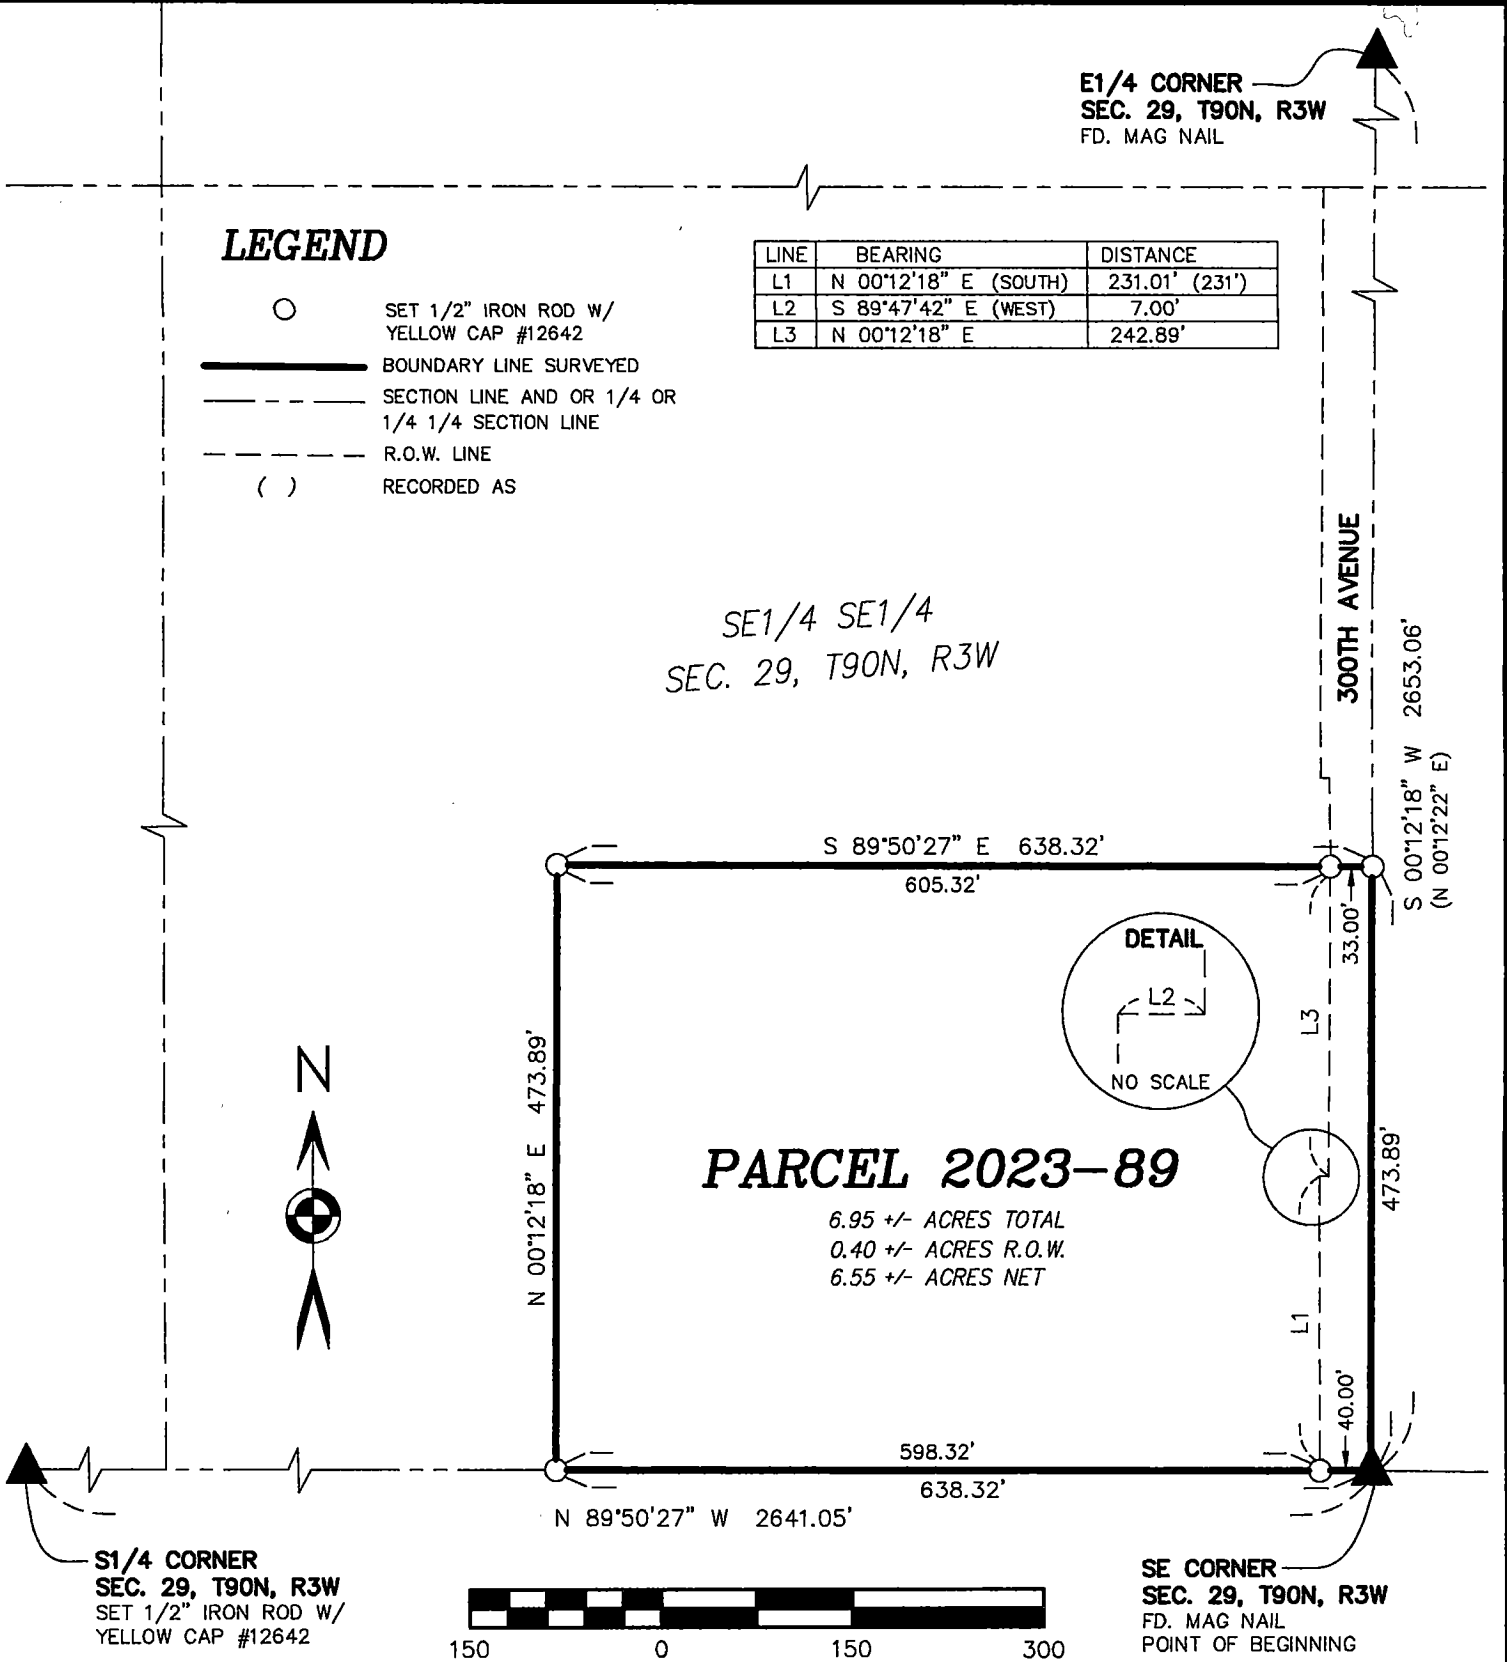 E1/4 CORNER
SEC. 29, T90N, R3W
FD. MAG NAIL
LEGEND
SET 1/2" IRON ROD W/
YELLOW CAP #12642
BOUNDARY LINE SURVEYED
SECTION LINE AND OR 1/4 OR
1/4 1/4 SECTION LINE
R.O.W. LINE
( ) RECORDED AS
LINE BEARING DISTANCE
L1 N 00°12'18" E (SOUTH) 231.01' (231')
L2 S 89°47'42" E (WEST) 7.00'
L3 N 00°12'18" E 242.89'
300TH AVENUE
SE1/4 SE1/4
SEC. 29, T90N, R3W
S 00°12'18" W 2653.06'
(N 00°12'22" E)
S 89°50'27" E 638.32'
605.32'
33.00'
DETAIL
L2
NO SCALE
L3
N 00°12'18" E 473.89'
N
PARCEL 2023-89
6.95 +/- ACRES TOTAL
0.40 +/- ACRES R.O.W.
6.55 +/- ACRES NET
473.89'
L1
40.00'
598.32'
638.32'
N 89°50'27" W 2641.05'
S1/4 CORNER
SEC. 29, T90N, R3W
SET 1/2" IRON ROD W/
YELLOW CAP #12642
150 0 150 300
SE CORNER
SEC. 29, T90N, R3W
FD. MAG NAIL
POINT OF BEGINNING